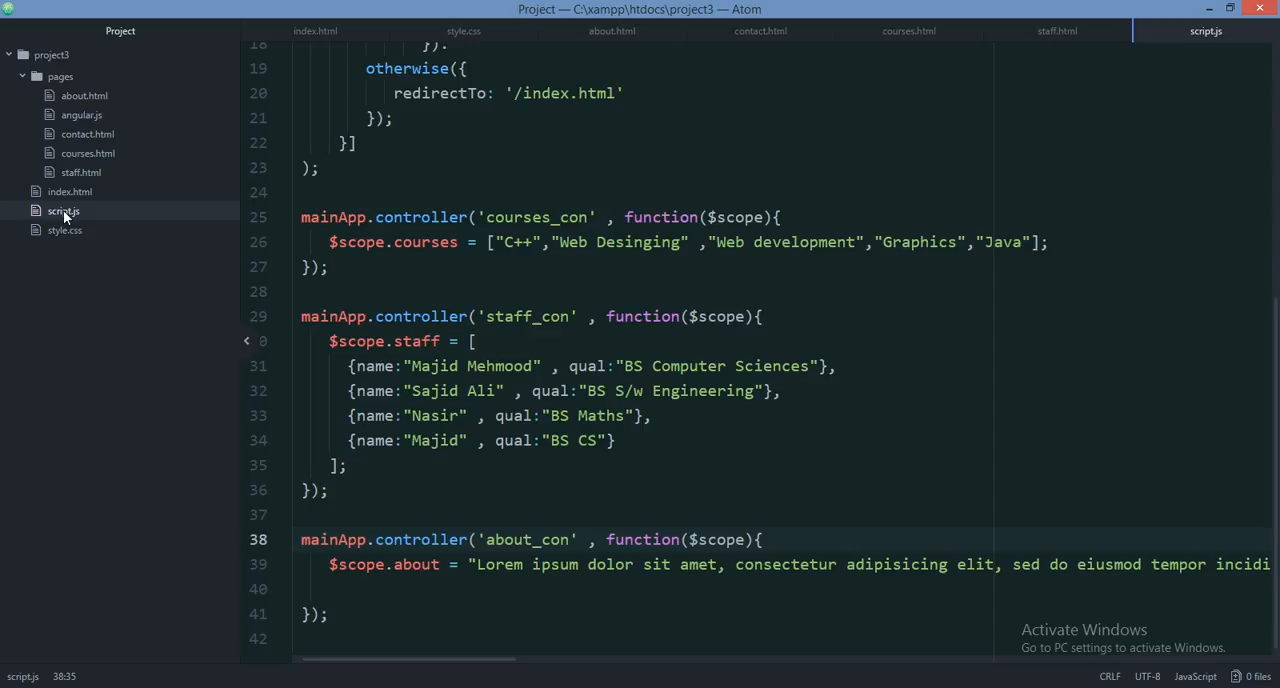 Project — C:\xampp\htdocs\project3 — Atom
Project
index.html
style.css
about.html
contact.html
courses.html
staff.html
script.js
project3
pages
about.html
angular.js
contact.html
courses.html
staff.html
index.html
script.js
style.css
18 }).
19 otherwise({
20 redirectTo: '/index.html'
21 });
22 }]
23 );
24
25 mainApp.controller('courses_con' , function($scope){
26 $scope.courses = ["C++","Web Desinging" ,"Web development","Graphics","Java"];
27 });
28
29 mainApp.controller('staff_con' , function($scope){
0 $scope.staff = [
31 {name:"Majid Mehmood" , qual:"BS Computer Sciences"},
32 {name:"Sajid Ali" , qual:"BS S/w Engineering"},
33 {name:"Nasir" , qual:"BS Maths"},
34 {name:"Majid" , qual:"BS CS"}
35 ];
36 });
37
38 mainApp.controller('about_con' , function($scope){
39 $scope.about = "Lorem ipsum dolor sit amet, consectetur adipisicing elit, sed do eiusmod tempor incidi
40
41 });
42
Activate Windows
Go to PC settings to activate Windows.
script.js 38:35
CRLF UTF-8 JavaScript 0 files